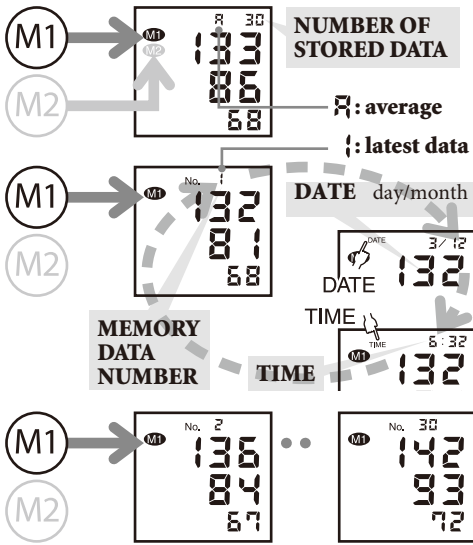 M1
M2
M1
M2
A 30
133
86
68
NUMBER OF
STORED DATA
A: average
1: latest data
M1
M2
M1
No. 1
132
81
68
DATE day/month
DATE
3/12
132
DATE
TIME
TIME
6:32
M1
132
MEMORY
DATA
NUMBER
TIME
M1
M2
M1
No. 2
136
84
67
M1
No. 30
142
93
72